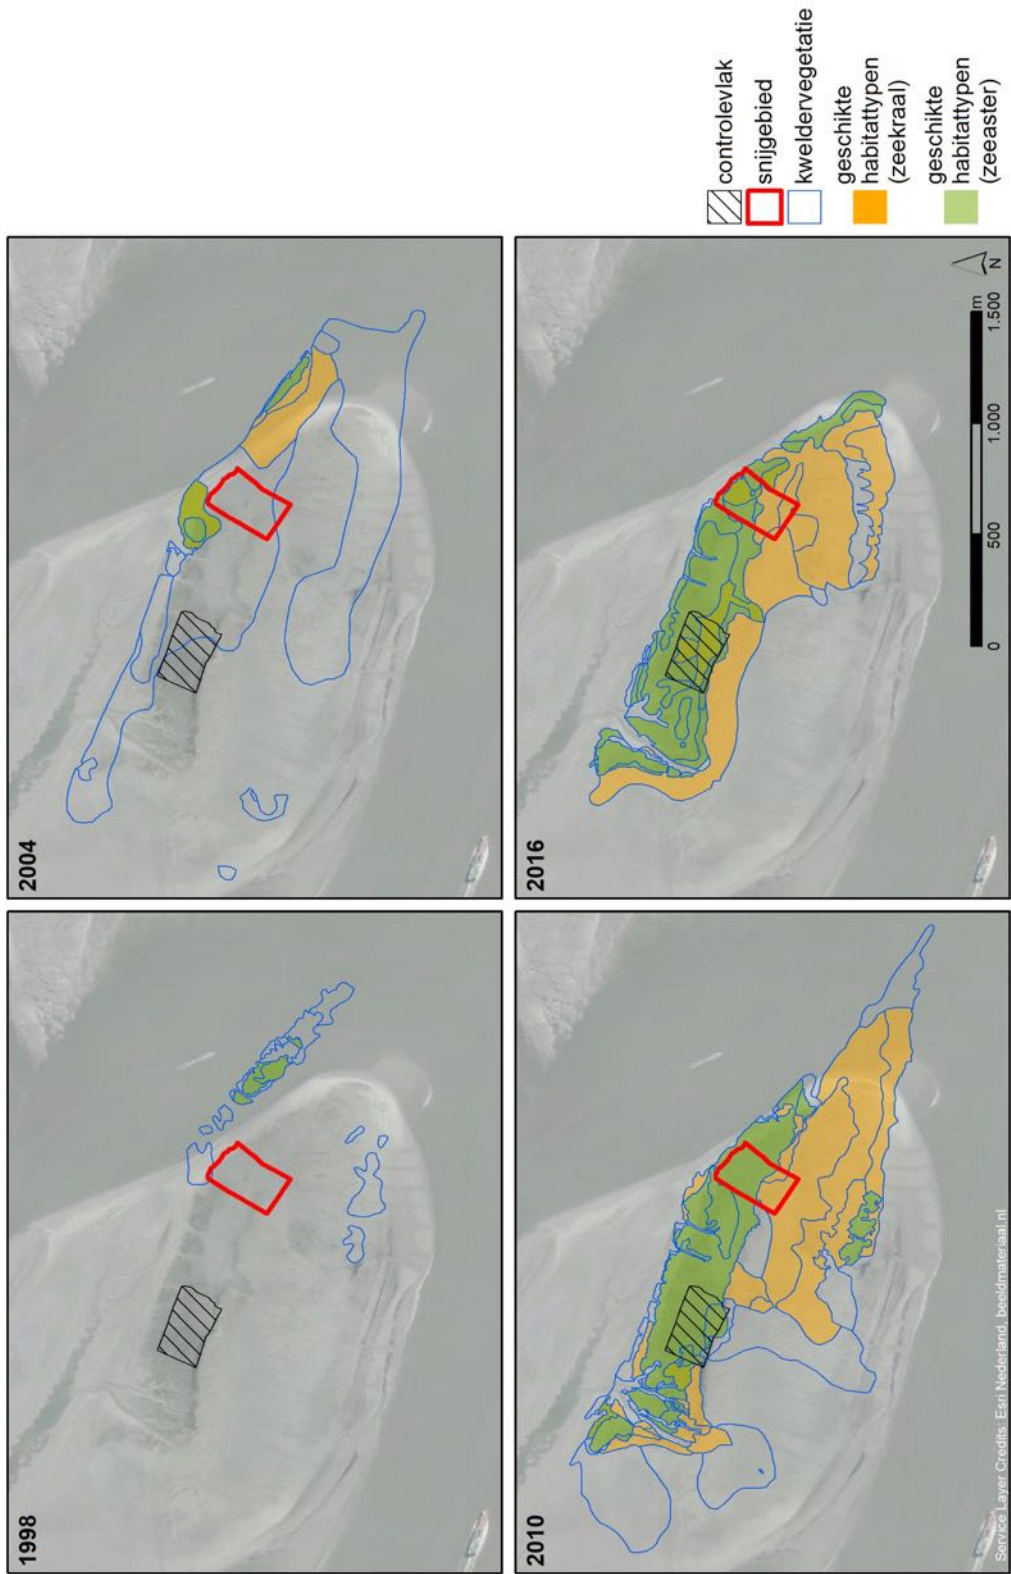 1998
2004
2010
2016
Service Layer Credits: Esri Nederland, beeldmateriaal.nl
0
500
1.000
1.500
m
N
controlevlak
snijgebied
kweldervegetatie
geschikte
habitattypen
(zeekraal)
geschikte
habitattypen
(zeeaster)